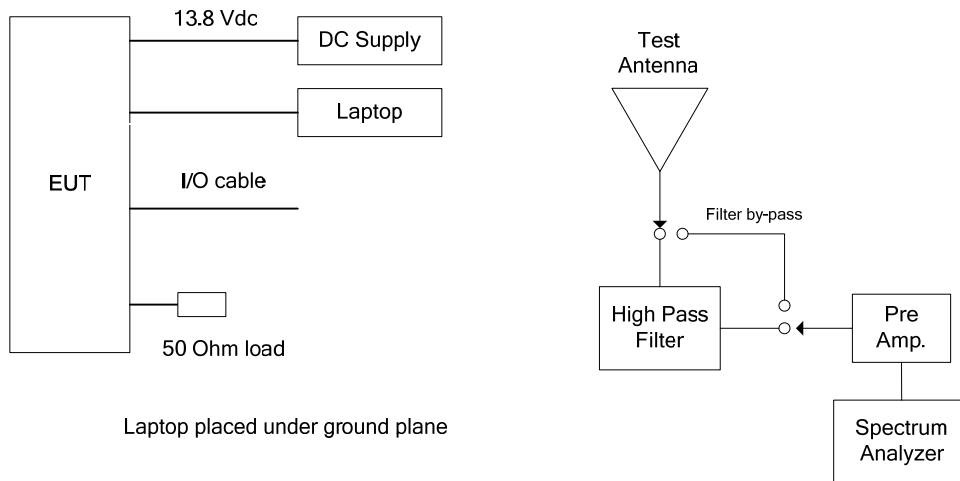 13.8 Vdc
DC Supply
Laptop
EUT
I/O cable
50 Ohm load
Laptop placed under ground plane
Test
Antenna
Filter by-pass
High Pass
Filter
Pre
Amp.
Spectrum
Analyzer